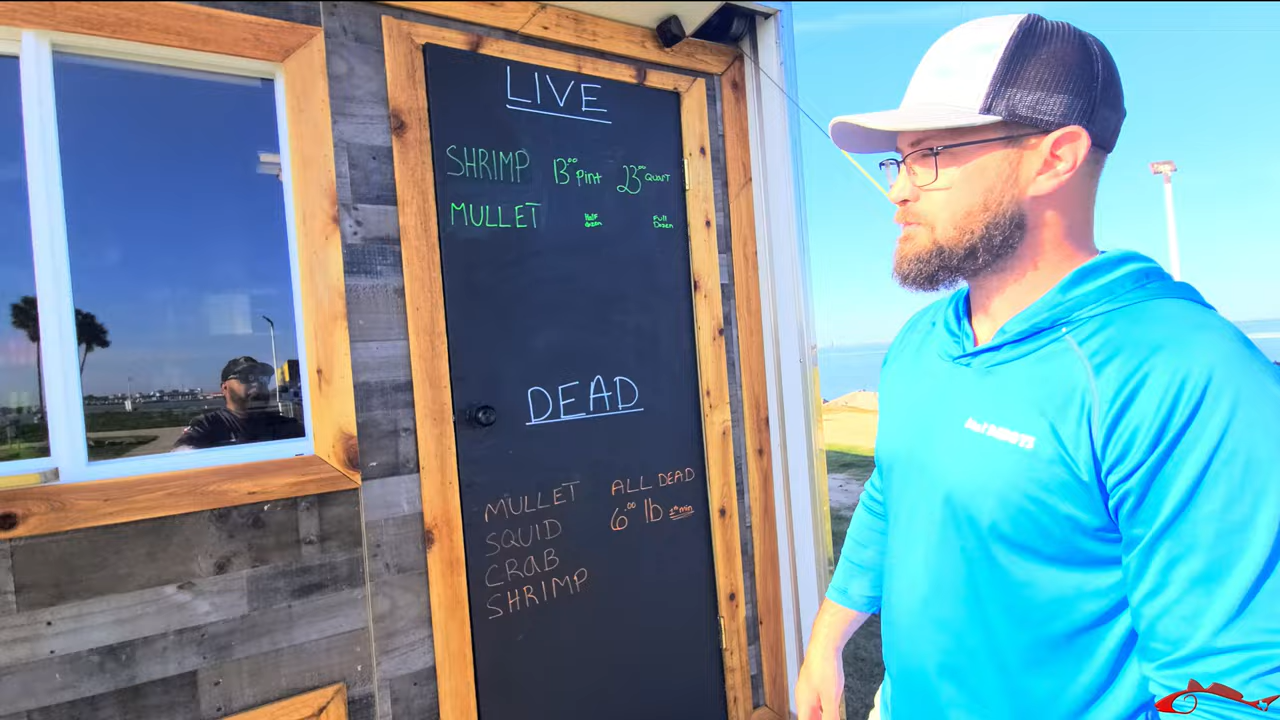 LIVE
SHRIMP 13.00 Pint 23.00 QUART
MULLET Half Dozen Full Dozen
DEAD
MULLET ALL DEAD
SQUID 6.00 lb
CRAB
SHRIMP